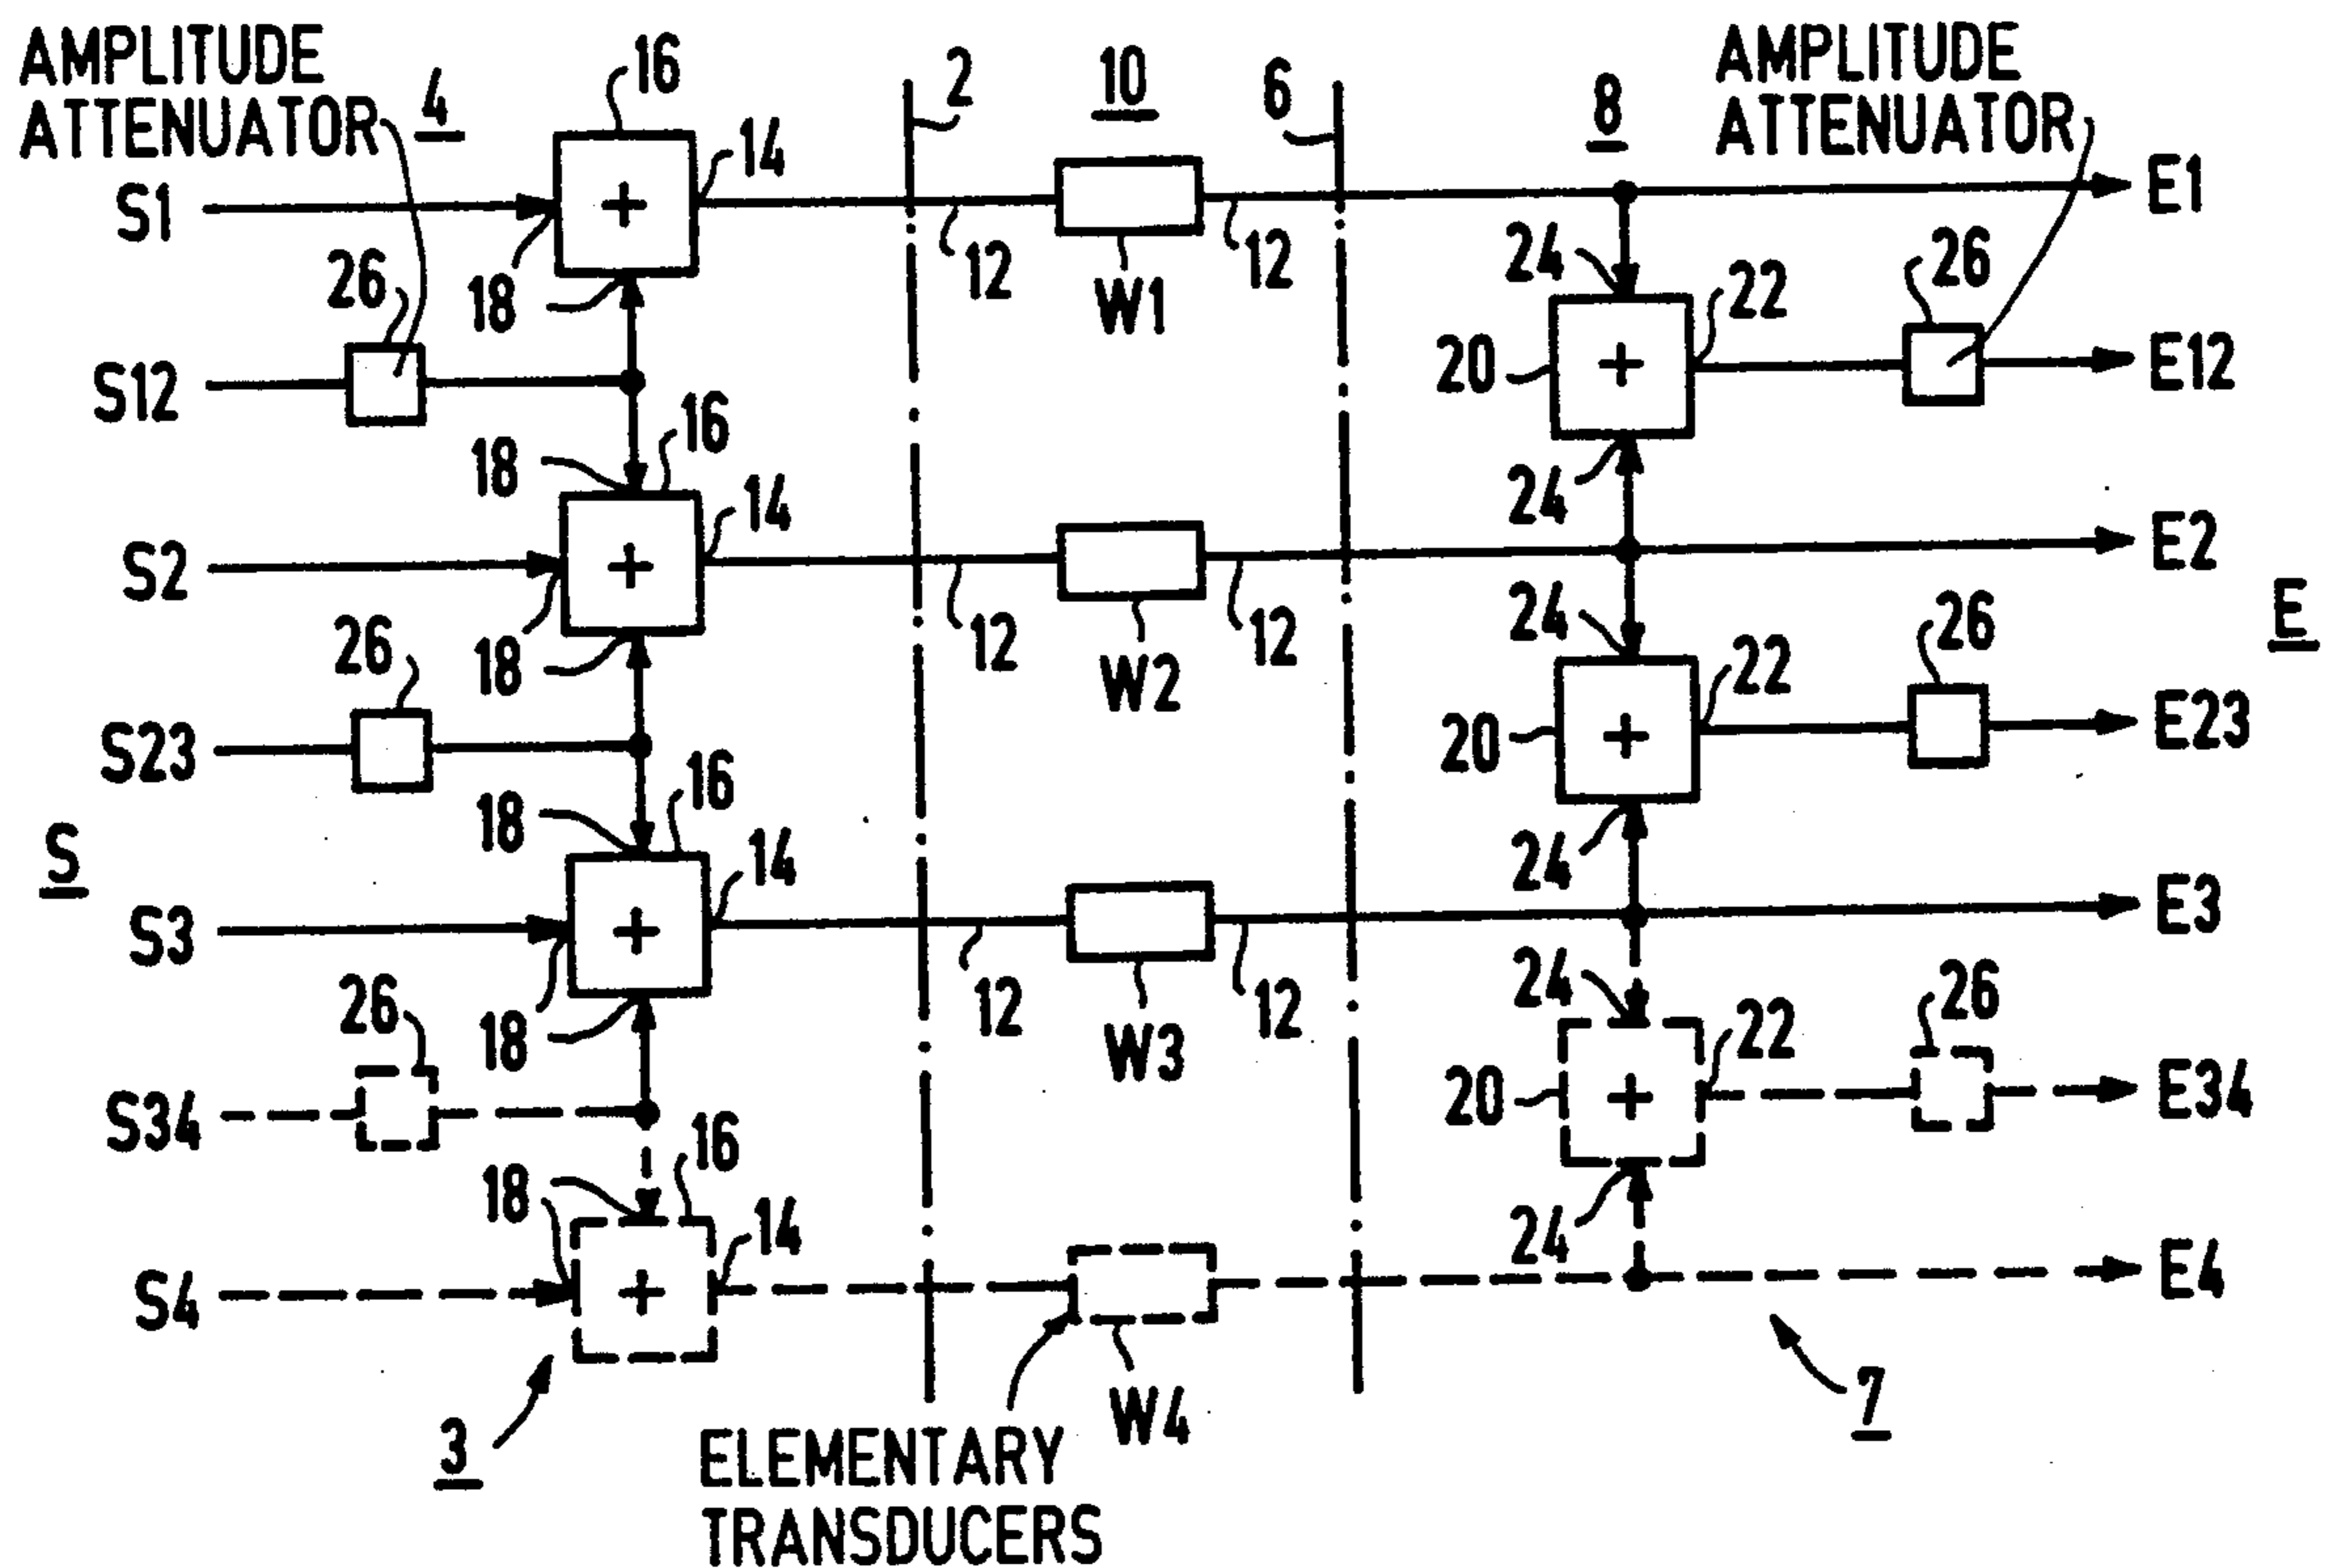 AMPLITUDE
ATTENUATOR
4
16
2
10
6
8
AMPLITUDE
ATTENUATOR
S1
18
14
12
W1
12
24
E1
26
18
20
22
26
S12
16
24
E12
18
14
S2
18
12
W2
12
24
E2
E
26
20
22
26
S23
16
24
E23
18
14
S
S3
18
12
W3
12
24
E3
26
20
22
26
S34
16
24
E34
18
14
S4
W4
E4
3
7
ELEMENTARY
TRANSDUCERS
18
18
+
+
+
+
+
+
+